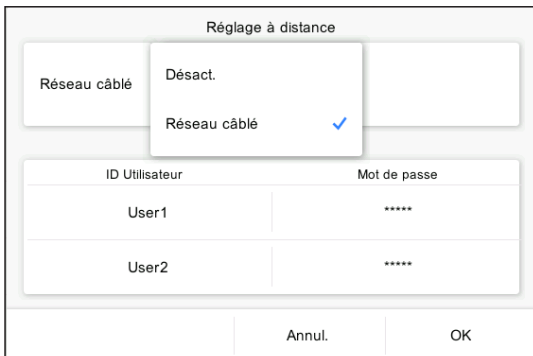 Réglage à distance
Réseau câblé
Désact.
Réseau câblé
ID Utilisateur Mot de passe
User1 *****
User2 *****
Annul. OK